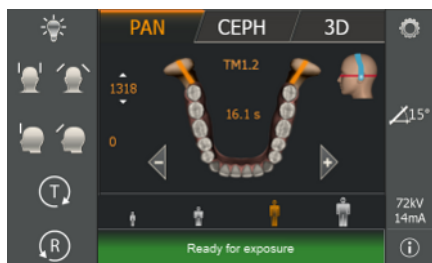 PAN CEPH 3D
TM1.2
1318
16.1 s
15°
0
72kV
14mA
T
R
Ready for exposure
i